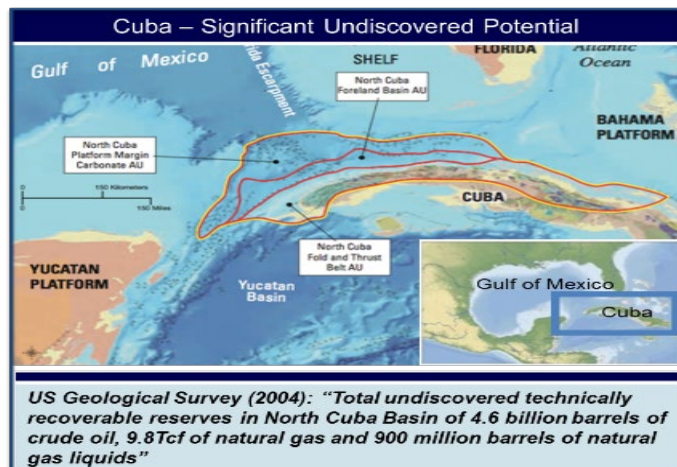 Cuba – Significant Undiscovered Potential
Gulf of Mexico
Florida Escarpment
SHELF
FLORIDA
Atlantic
Ocean
North Cuba
Foreland Basin AU
BAHAMA
PLATFORM
North Cuba
Platform Margin
Carbonate AU
0 150 Kilometers
0 150 Miles
CUBA
North Cuba
Fold and Thrust
Belt AU
YUCATAN
PLATFORM
Yucatan
Basin
Gulf of Mexico
Cuba
US Geological Survey (2004): “Total undiscovered technically
recoverable reserves in North Cuba Basin of 4.6 billion barrels of
crude oil, 9.8Tcf of natural gas and 900 million barrels of natural
gas liquids”